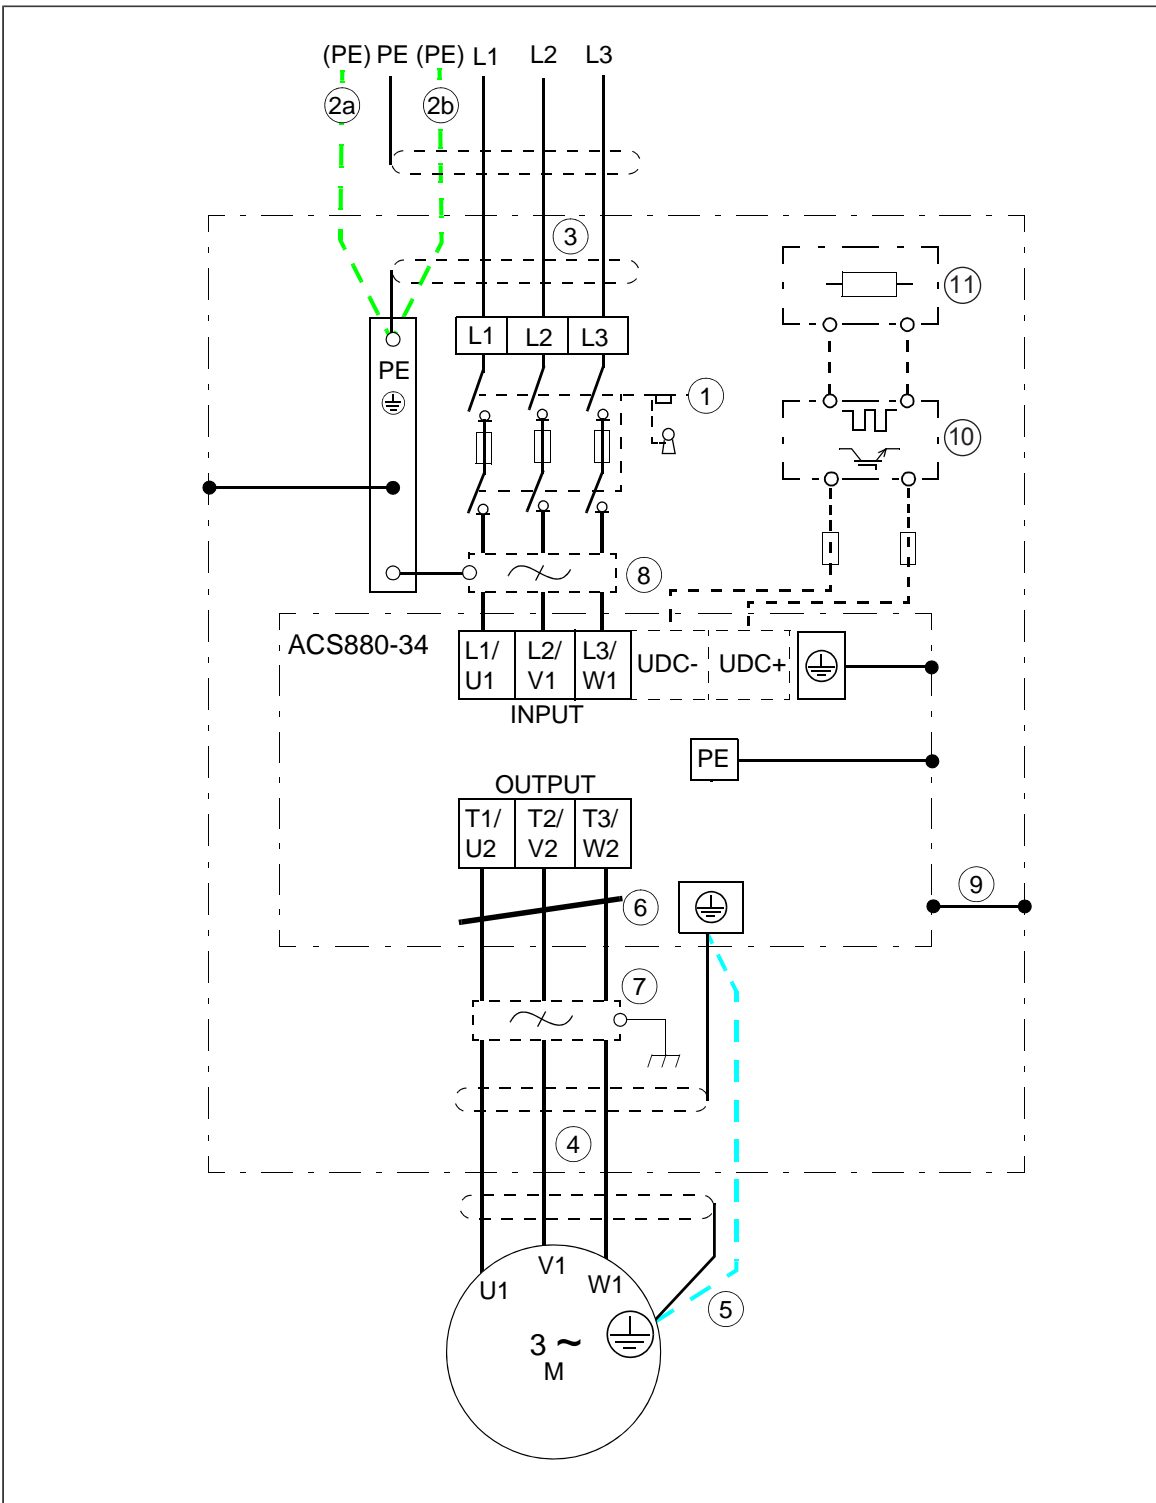 (PE) PE (PE) L1 L2 L3
2a 2b
3
11
L1 L2 L3
PE
1
10
8
ACS880-34
L1/ U1 L2/ V1 L3/ W1 UDC- UDC+
INPUT
PE
OUTPUT
T1/ U2 T2/ V2 T3/ W2
9
6
7
4
U1 V1 W1
5
3 ~
M